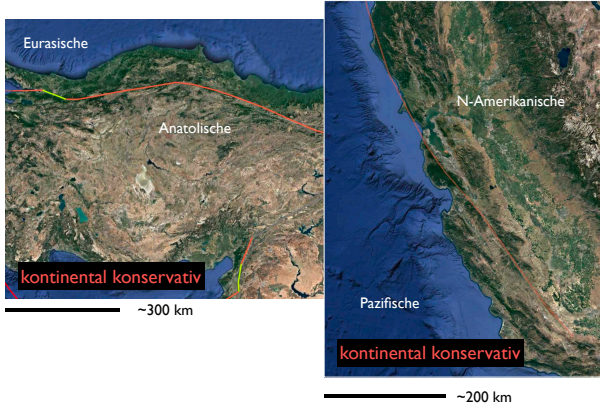 Eurasische
Anatolische
kontinental konservativ
~300 km
N-Amerikanische
Pazifische
kontinental konservativ
~200 km